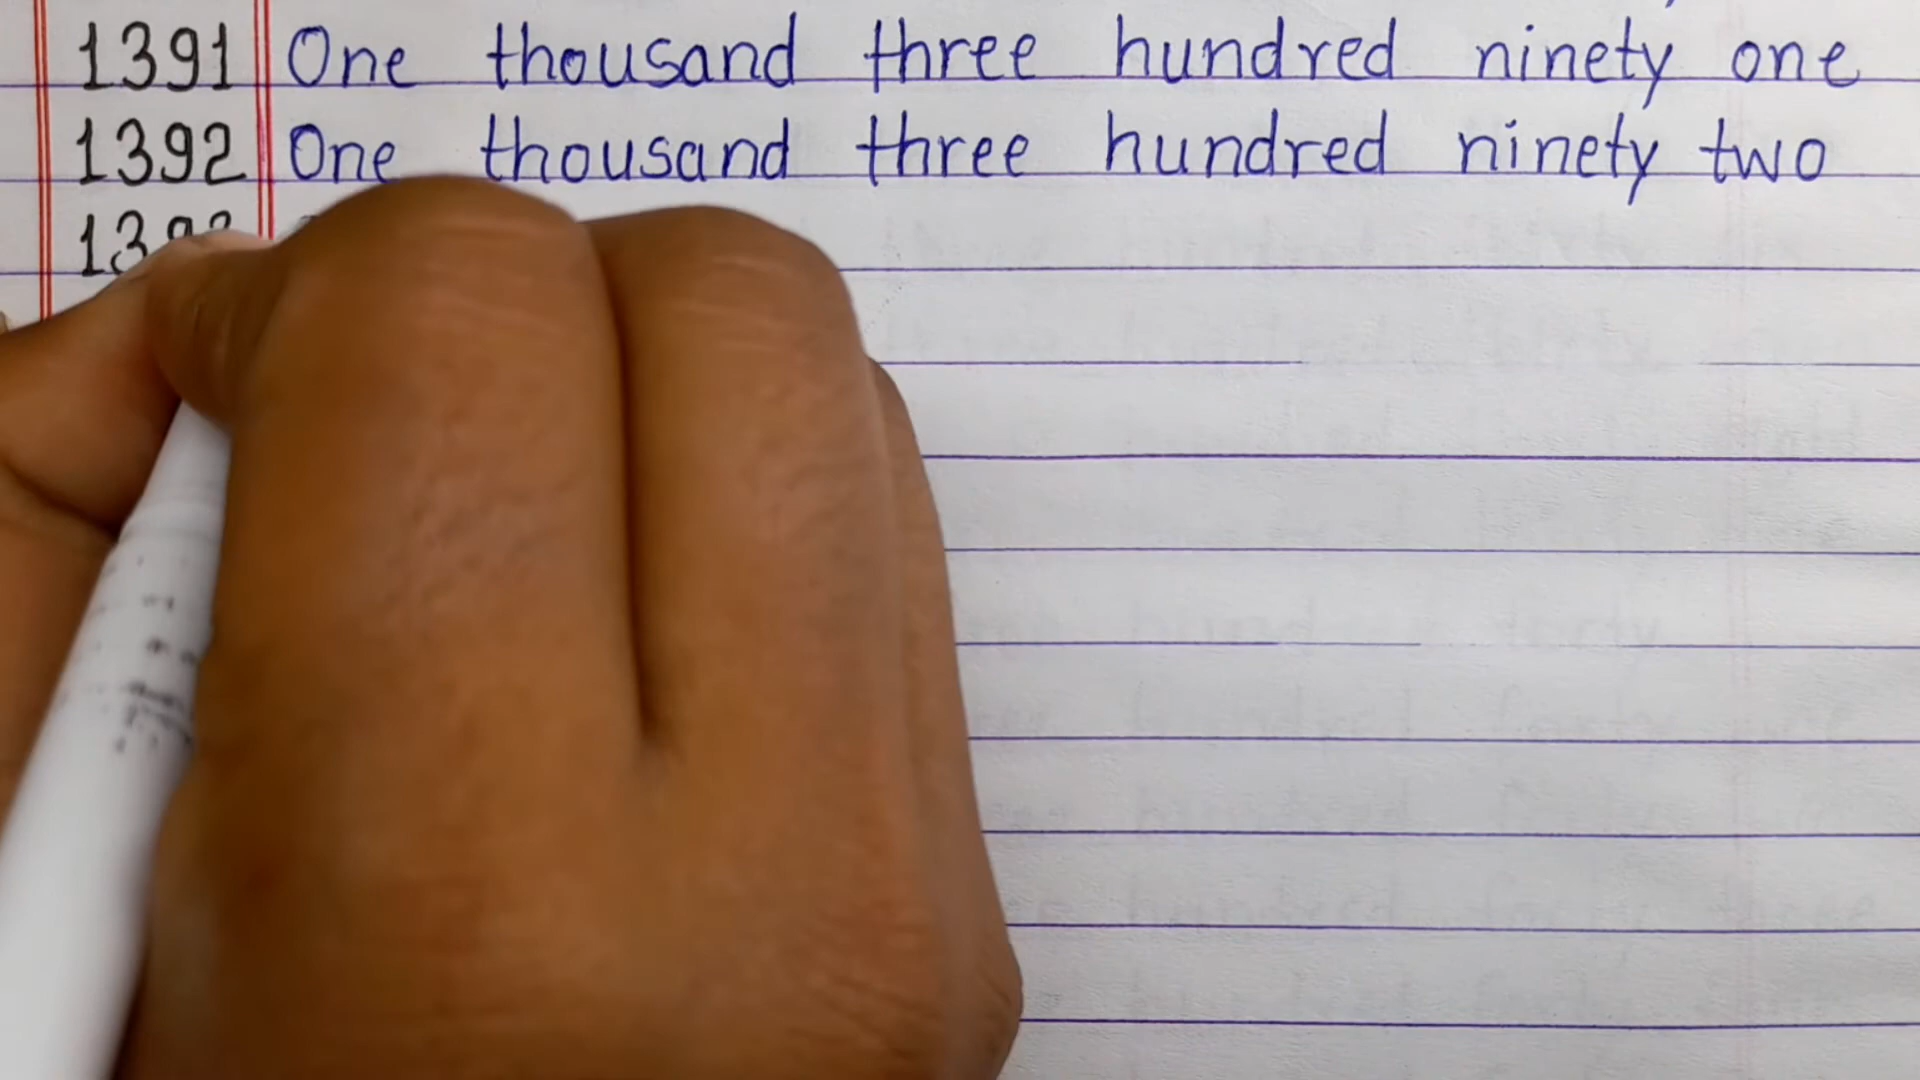 1391 One thousand three hundred ninety one
1392 One thousand three hundred ninety two